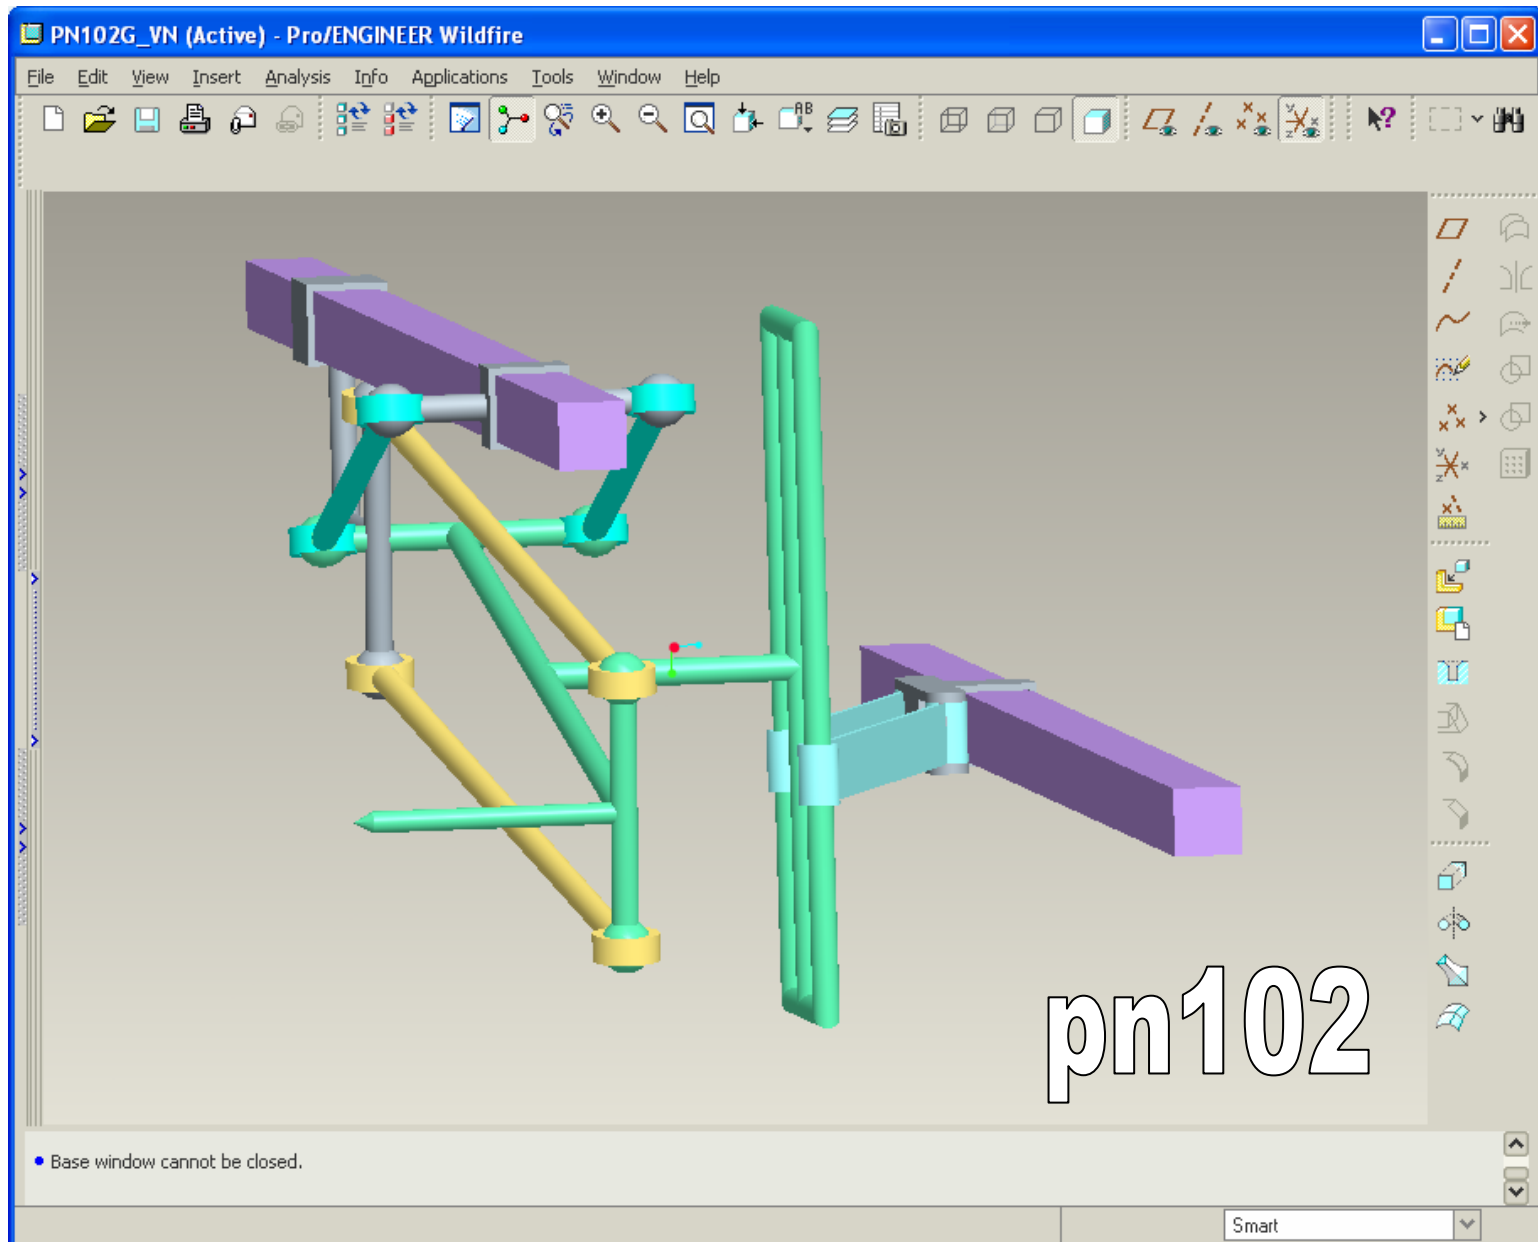 PN102G_VN (Active) - Pro/ENGINEER Wildfire
File Edit View Insert Analysis Info Applications Tools Window Help
pn102
Base window cannot be closed.
Smart